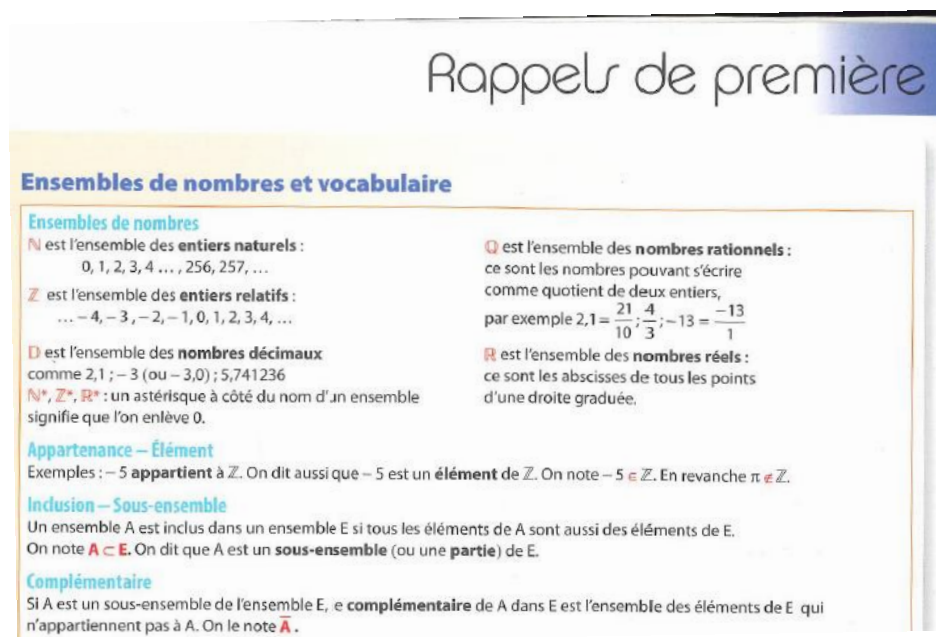 Rappels de première
Ensembles de nombres et vocabulaire
Ensembles de nombres
ℕ est l'ensemble des entiers naturels :
0, 1, 2, 3, 4 … , 256, 257, …
ℤ est l'ensemble des entiers relatifs :
… – 4, – 3 , – 2, – 1, 0, 1, 2, 3, 4, …
𝔻 est l'ensemble des nombres décimaux
comme 2,1 ; – 3 (ou – 3,0) ; 5,741236
ℕ*, ℤ*, ℝ* : un astérisque à côté du nom d'un ensemble
signifie que l'on enlève 0.
ℚ est l'ensemble des nombres rationnels :
ce sont les nombres pouvant s'écrire
comme quotient de deux entiers,
par exemple 2,1 = 21/10 ; 4/3 ; – 13 = –13/1
ℝ est l'ensemble des nombres réels :
ce sont les abscisses de tous les points
d'une droite graduée.
Appartenance – Élément
Exemples : – 5 appartient à ℤ. On dit aussi que – 5 est un élément de ℤ. On note – 5 ∈ ℤ. En revanche π ∉ ℤ.
Inclusion – Sous-ensemble
Un ensemble A est inclus dans un ensemble E si tous les éléments de A sont aussi des éléments de E.
On note A ⊂ E. On dit que A est un sous-ensemble (ou une partie) de E.
Complémentaire
Si A est un sous-ensemble de l'ensemble E, e complémentaire de A dans E est l'ensemble des éléments de E qui
n'appartiennent pas à A. On le note A̅ .